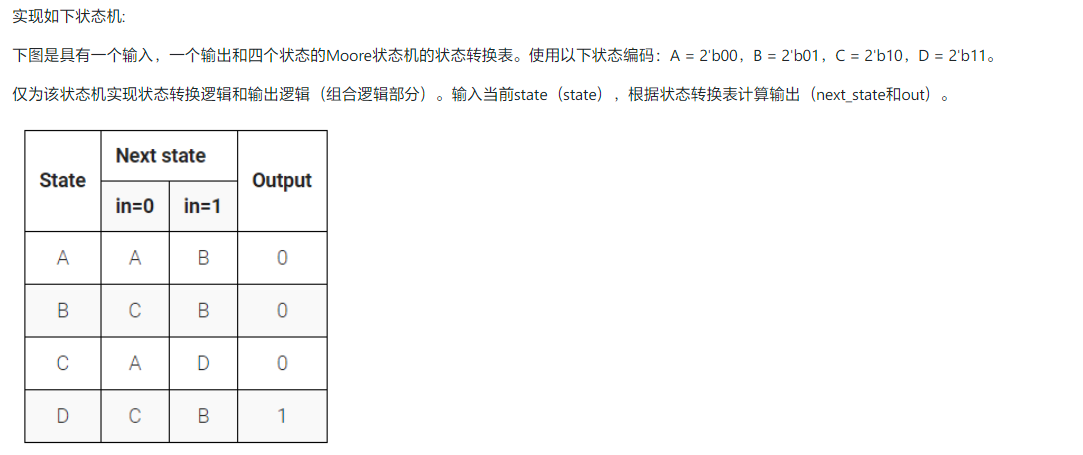 实现如下状态机:
下图是具有一个输入，一个输出和四个状态的Moore状态机的状态转换表。使用以下状态编码：A = 2'b00，B = 2'b01，C = 2'b10，D = 2'b11。
仅为该状态机实现状态转换逻辑和输出逻辑（组合逻辑部分）。输入当前state（state），根据状态转换表计算输出（next_state和out）。
State Next state Output
in=0 in=1
A A B 0
B C B 0
C A D 0
D C B 1